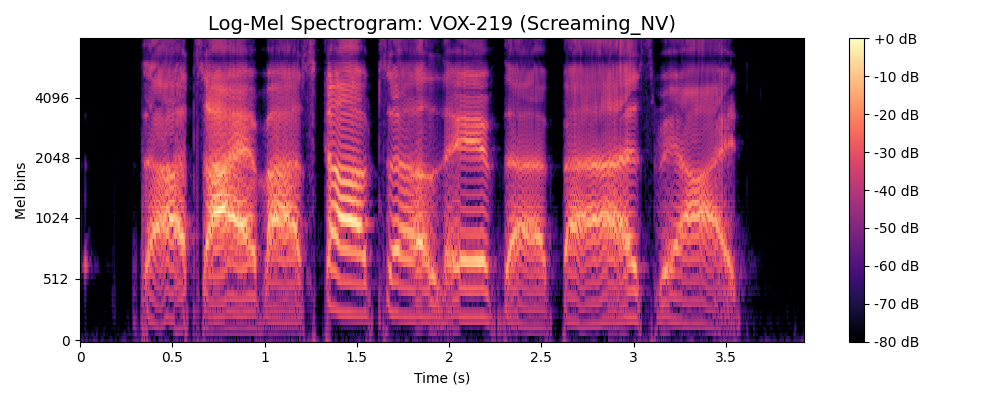 Log-Mel Spectrogram: VOX-219 (Screaming_NV)
Mel bins
4096
2048
1024
512
0
0
0.5
1
1.5
2
2.5
3
3.5
Time (s)
+0 dB
-10 dB
-20 dB
-30 dB
-40 dB
-50 dB
-60 dB
-70 dB
-80 dB